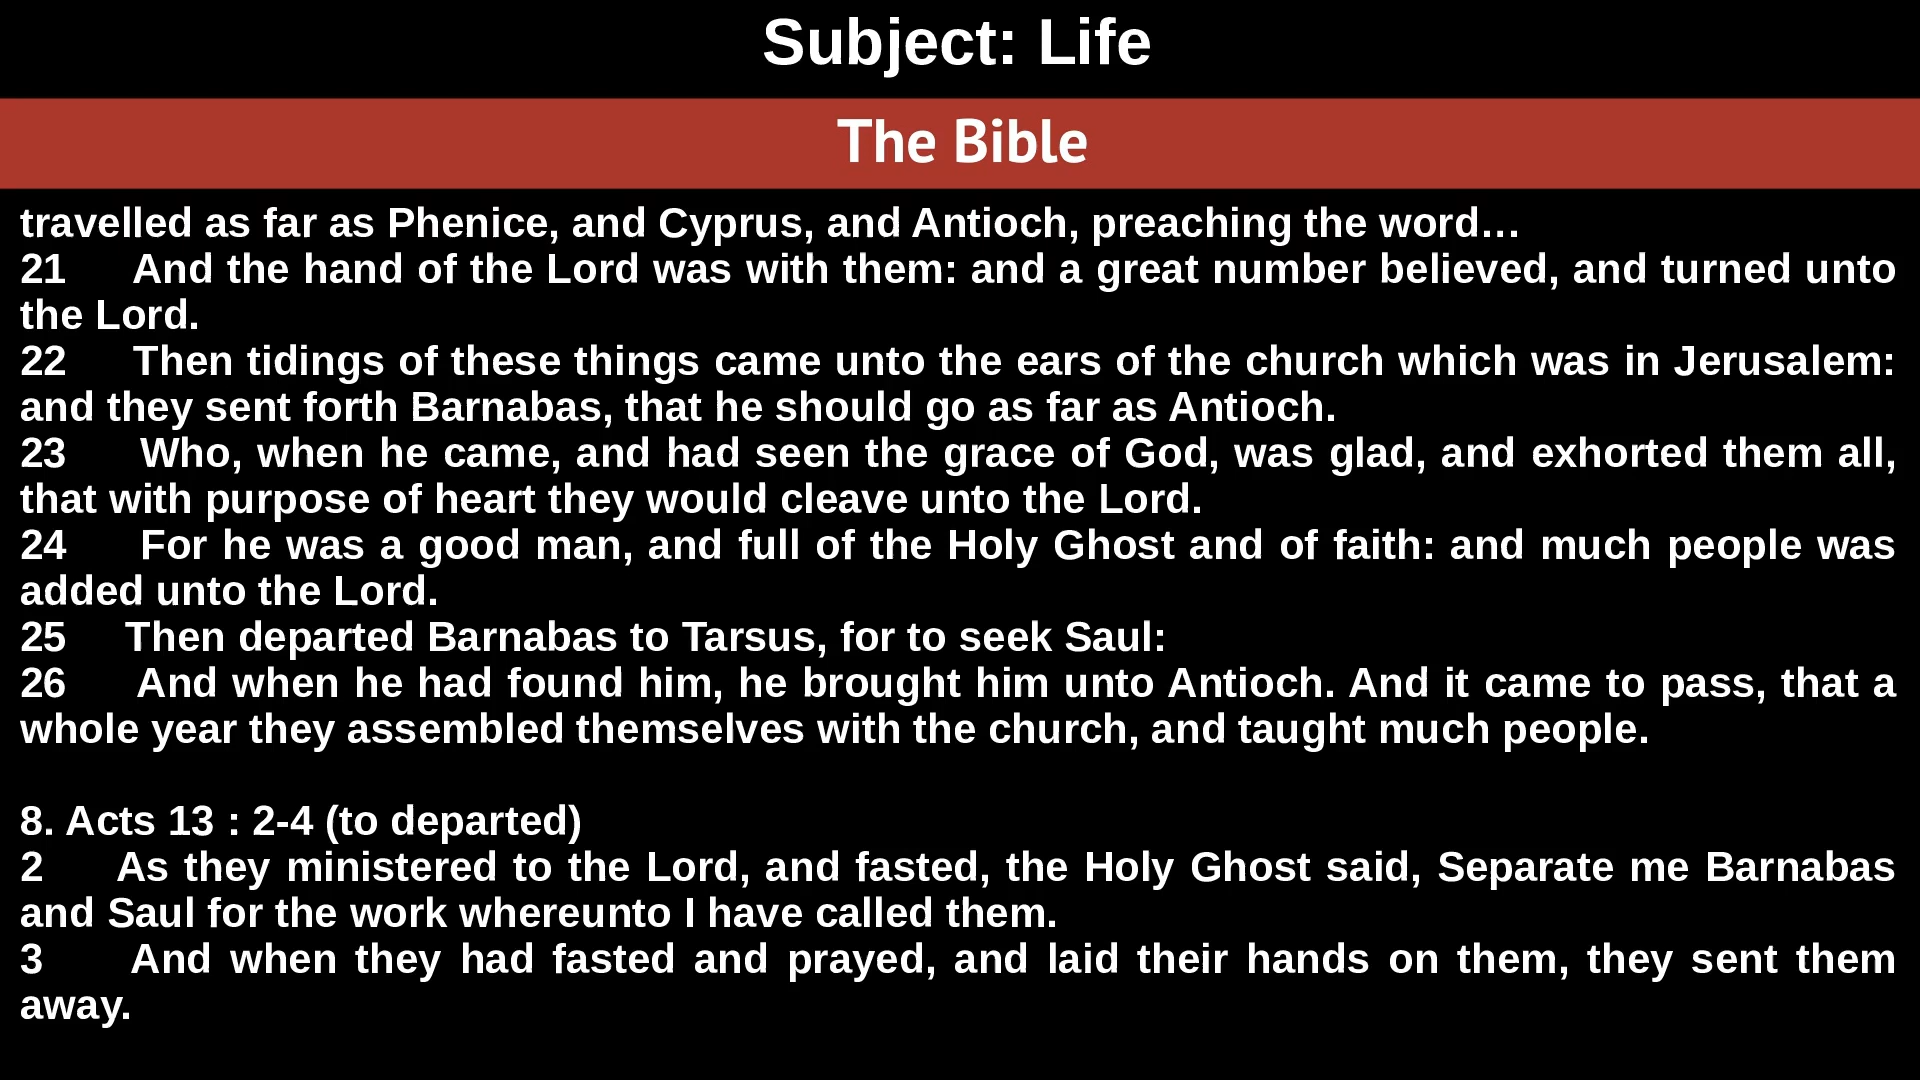 Subject: Life
The Bible
travelled as far as Phenice, and Cyprus, and Antioch, preaching the word…
21 And the hand of the Lord was with them: and a great number believed, and turned unto
the Lord.
22 Then tidings of these things came unto the ears of the church which was in Jerusalem:
and they sent forth Barnabas, that he should go as far as Antioch.
23 Who, when he came, and had seen the grace of God, was glad, and exhorted them all,
that with purpose of heart they would cleave unto the Lord.
24 For he was a good man, and full of the Holy Ghost and of faith: and much people was
added unto the Lord.
25 Then departed Barnabas to Tarsus, for to seek Saul:
26 And when he had found him, he brought him unto Antioch. And it came to pass, that a
whole year they assembled themselves with the church, and taught much people.
8. Acts 13 : 2-4 (to departed)
2 As they ministered to the Lord, and fasted, the Holy Ghost said, Separate me Barnabas
and Saul for the work whereunto I have called them.
3 And when they had fasted and prayed, and laid their hands on them, they sent them
away.